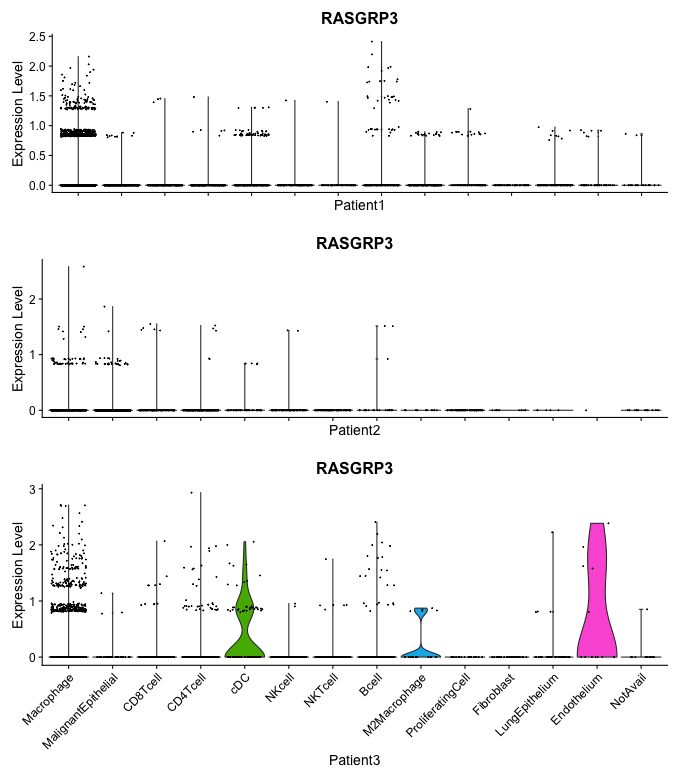 RASGRP3
2.5
2.0
1.5
1.0
0.5
0.0
Expression Level
Patient1
RASGRP3
2
1
0
Expression Level
Patient2
RASGRP3
3
2
1
0
Expression Level
Macrophage
MalignantEpithelial
CD8Tcell
CD4Tcell
cDC
NKcell
NKTcell
Bcell
M2Macrophage
ProliferatingCell
Fibroblast
LungEpithelium
Endothelium
NotAvail
Patient3